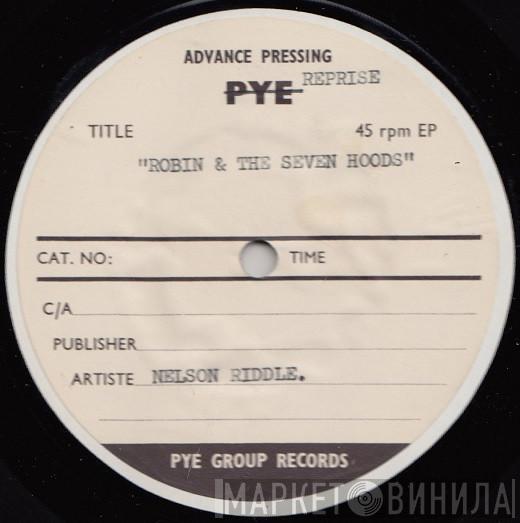 ADVANCE PRESSING
PYE REPRISE
TITLE 45 rpm EP
"ROBIN & THE SEVEN HOODS"
CAT. NO: TIME
C/A
PUBLISHER
ARTISTE NELSON RIDDLE.
PYE GROUP RECORDS
МАРКЕТ ВИНИЛА